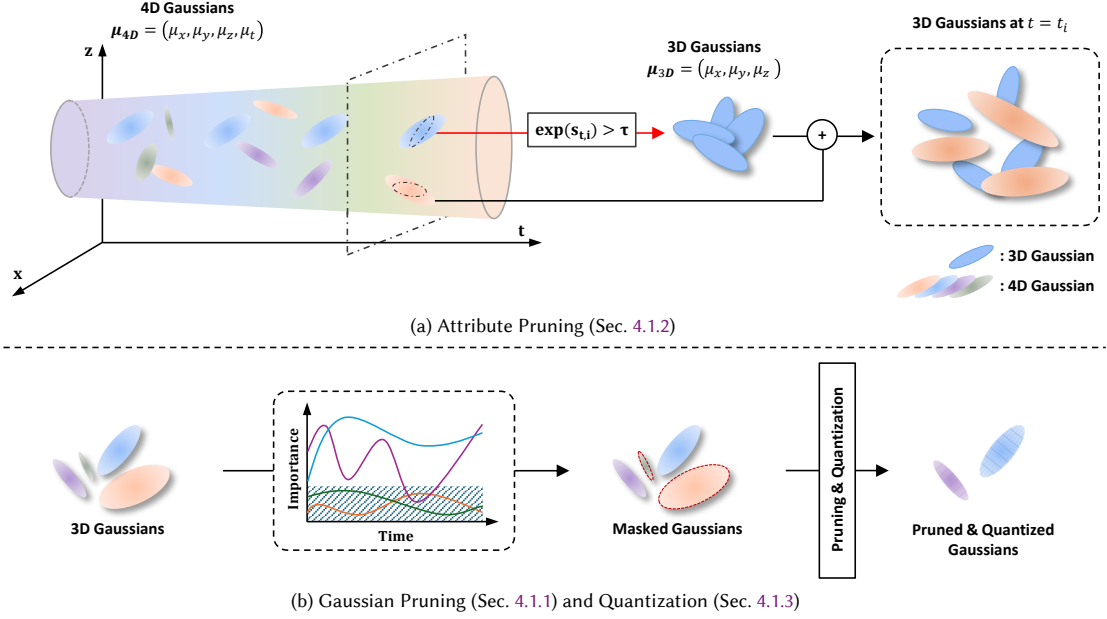 4D Gaussians
𝝁𝟒𝑫 = (μx, μy, μz, μt)
z
t
x
3D Gaussians
𝝁3D = (μx, μy, μz )
exp(st,i) > τ
+
3D Gaussians at t = ti
: 3D Gaussian
: 4D Gaussian
(a) Attribute Pruning (Sec. 4.1.2)
3D Gaussians
Importance
Time
Masked Gaussians
Pruning & Quantization
Pruned & Quantized
Gaussians
(b) Gaussian Pruning (Sec. 4.1.1) and Quantization (Sec. 4.1.3)